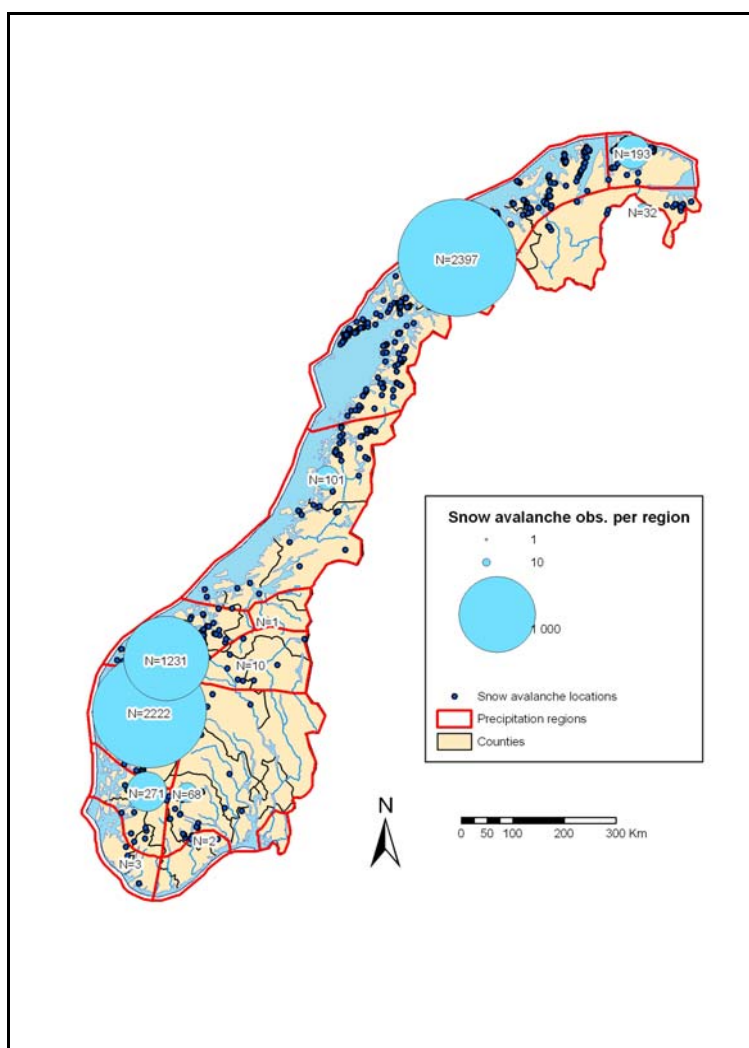 N=193
N=32
N=2397
N=101
Snow avalanche obs. per region
1
10
1 000
N=1
N=1231
N=10
N=2222
Snow avalanche locations
Precipitation regions
Counties
N=271
N=68
N
N=2
N=3
0 50 100 200 300 Km